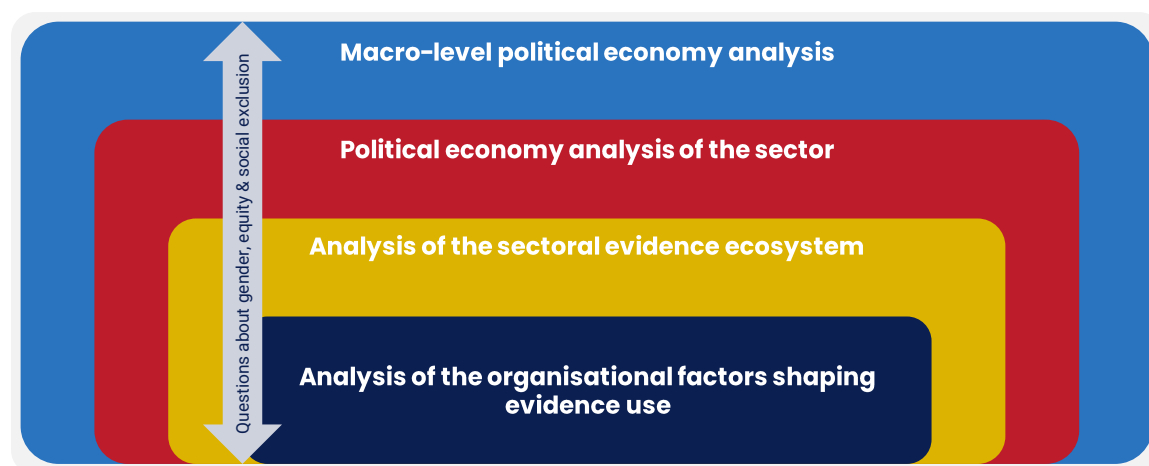 Macro-level political economy analysis
Political economy analysis of the sector
Analysis of the sectoral evidence ecosystem
Analysis of the organisational factors shaping
evidence use
Questions about gender, equity & social exclusion